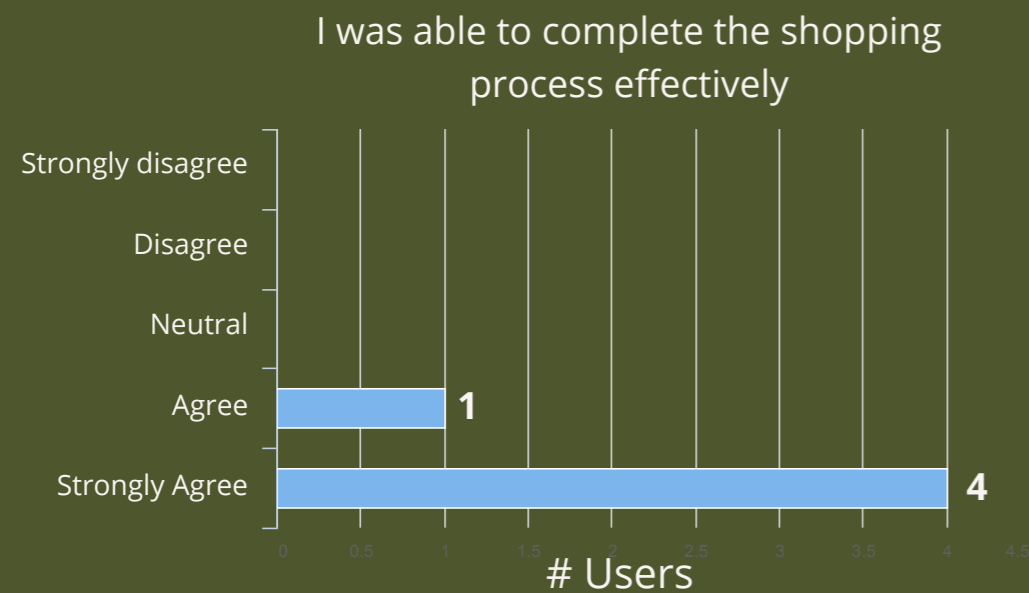 I was able to complete the shopping
process effectively
Strongly disagree
Disagree
Neutral
Agree
1
Strongly Agree
4
0 0.5 1 1.5 2 2.5 3 3.5 4 4.5
# Users